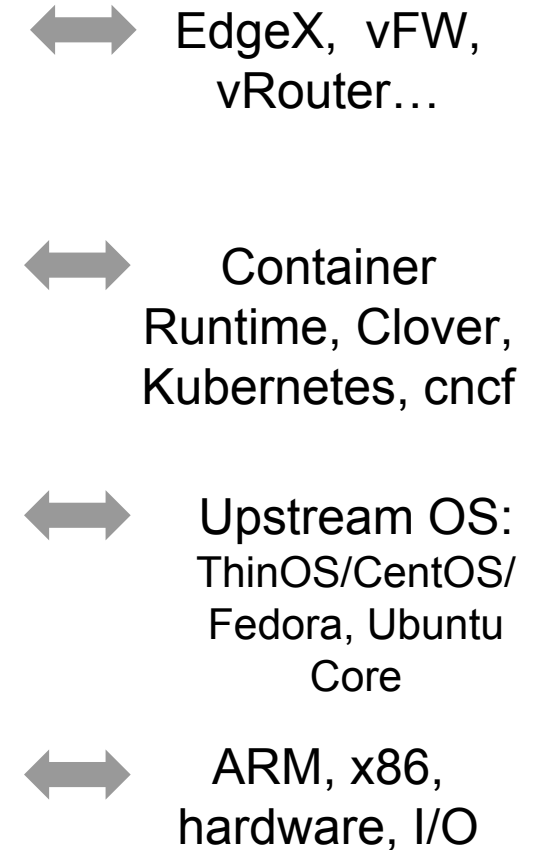 EdgeX, vFW,
vRouter…
Container
Runtime, Clover,
Kubernetes, cncf
Upstream OS:
ThinOS/CentOS/
Fedora, Ubuntu
Core
ARM, x86,
hardware, I/O